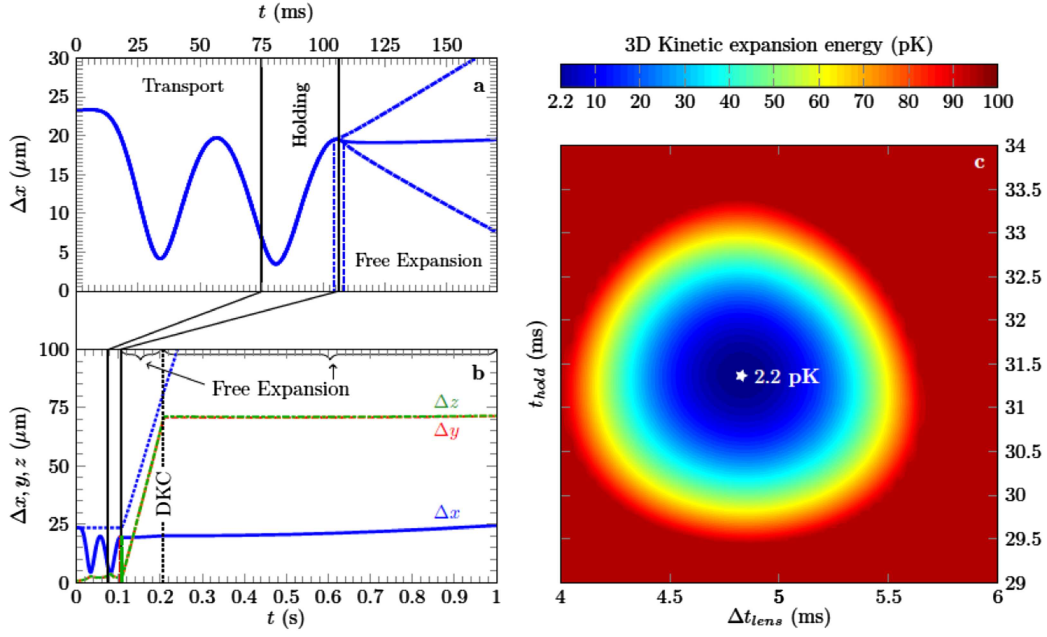 t (ms)
0 25 50 75 100 125 150
30
25
20
15
10
5
0
Δx (μm)
Transport
Holding
a
Free Expansion
100
75
50
25
0
Δx, y, z (μm)
b
Free Expansion
DKC
Δz
Δy
Δx
0 0.1 0.2 0.3 0.4 0.5 0.6 0.7 0.8 0.9 1
t (s)
3D Kinetic expansion energy (pK)
2.2 10 20 30 40 50 60 70 80 90 100
c
34
33.5
33
32.5
32
31.5
31
30.5
30
29.5
29
t_hold (ms)
2.2 pK
4 4.5 5 5.5 6
Δt_lens (ms)